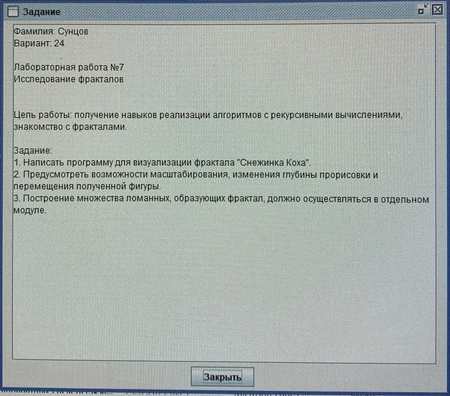 Задание
Фамилия: Сунцов
Вариант: 24
Лабораторная работа №7
Исследование фракталов
Цель работы: получение навыков реализации алгоритмов с рекурсивными вычислениями,
знакомство с фракталами.
Задание:
1. Написать программу для визуализации фрактала "Снежинка Коха".
2. Предусмотреть возможности масштабирования, изменения глубины прорисовки и
перемещения полученной фигуры.
3. Построение множества ломанных, образующих фрактал, должно осуществляться в отдельном
модуле.
Закрыть